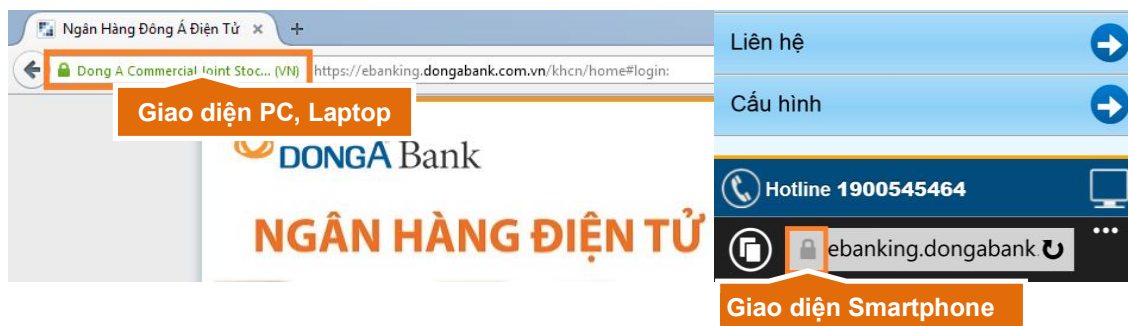 Ngân Hàng Đông Á Điện Tử
Dong A Commercial Joint Stoc... (VN)
https://ebanking.dongabank.com.vn/khcn/home#login:
Giao diện PC, Laptop
DONGA Bank
NGÂN HÀNG ĐIỆN TỬ
Liên hệ
Cấu hình
Hotline 1900545464
ebanking.dongabank.
Giao diện Smartphone